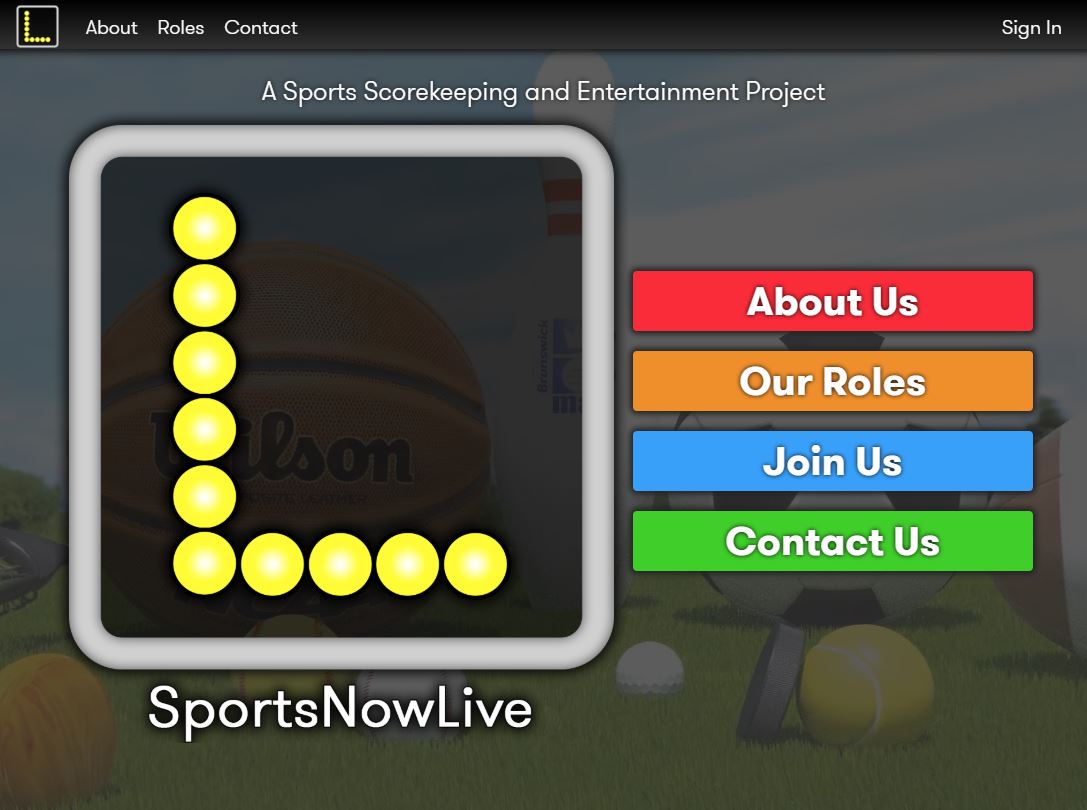 About Roles Contact Sign In
A Sports Scorekeeping and Entertainment Project
Wilson
Brunswick
About Us
Our Roles
Join Us
Contact Us
SportsNowLive